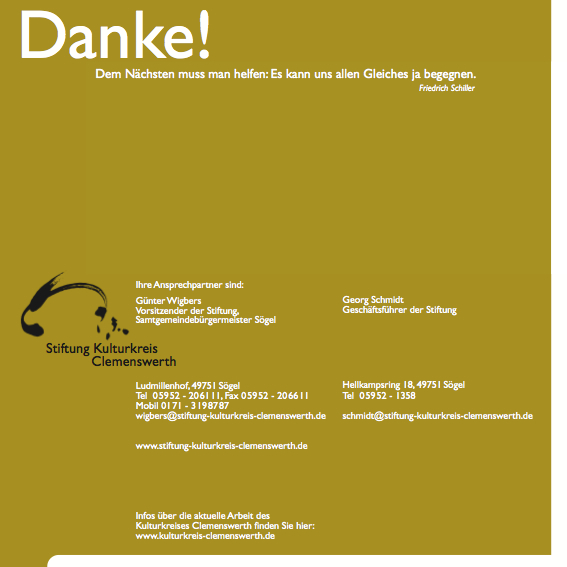 Danke!
Dem Nächsten muss man helfen: Es kann uns allen Gleiches ja begegnen.
Friedrich Schiller
Stiftung Kulturkreis
Clemenswerth
Ihre Ansprechpartner sind:
Günter Wigbers
Vorsitzender der Stiftung,
Samtgemeindebürgermeister Sögel
Ludmillenhof, 49751 Sögel
Tel 05952 - 206111, Fax 05952 - 206611
Mobil 0171 - 3198787
wigbers@stiftung-kulturkreis-clemenswerth.de
Georg Schmidt
Geschäftsführer der Stiftung
Hellkampsring 18, 49751 Sögel
Tel 05952 - 1358
schmidt@stiftung-kulturkreis-clemenswerth.de
www.stiftung-kulturkreis-clemenswerth.de
Infos über die aktuelle Arbeit des
Kulturkreises Clemenswerth finden Sie hier:
www.kulturkreis-clemenswerth.de